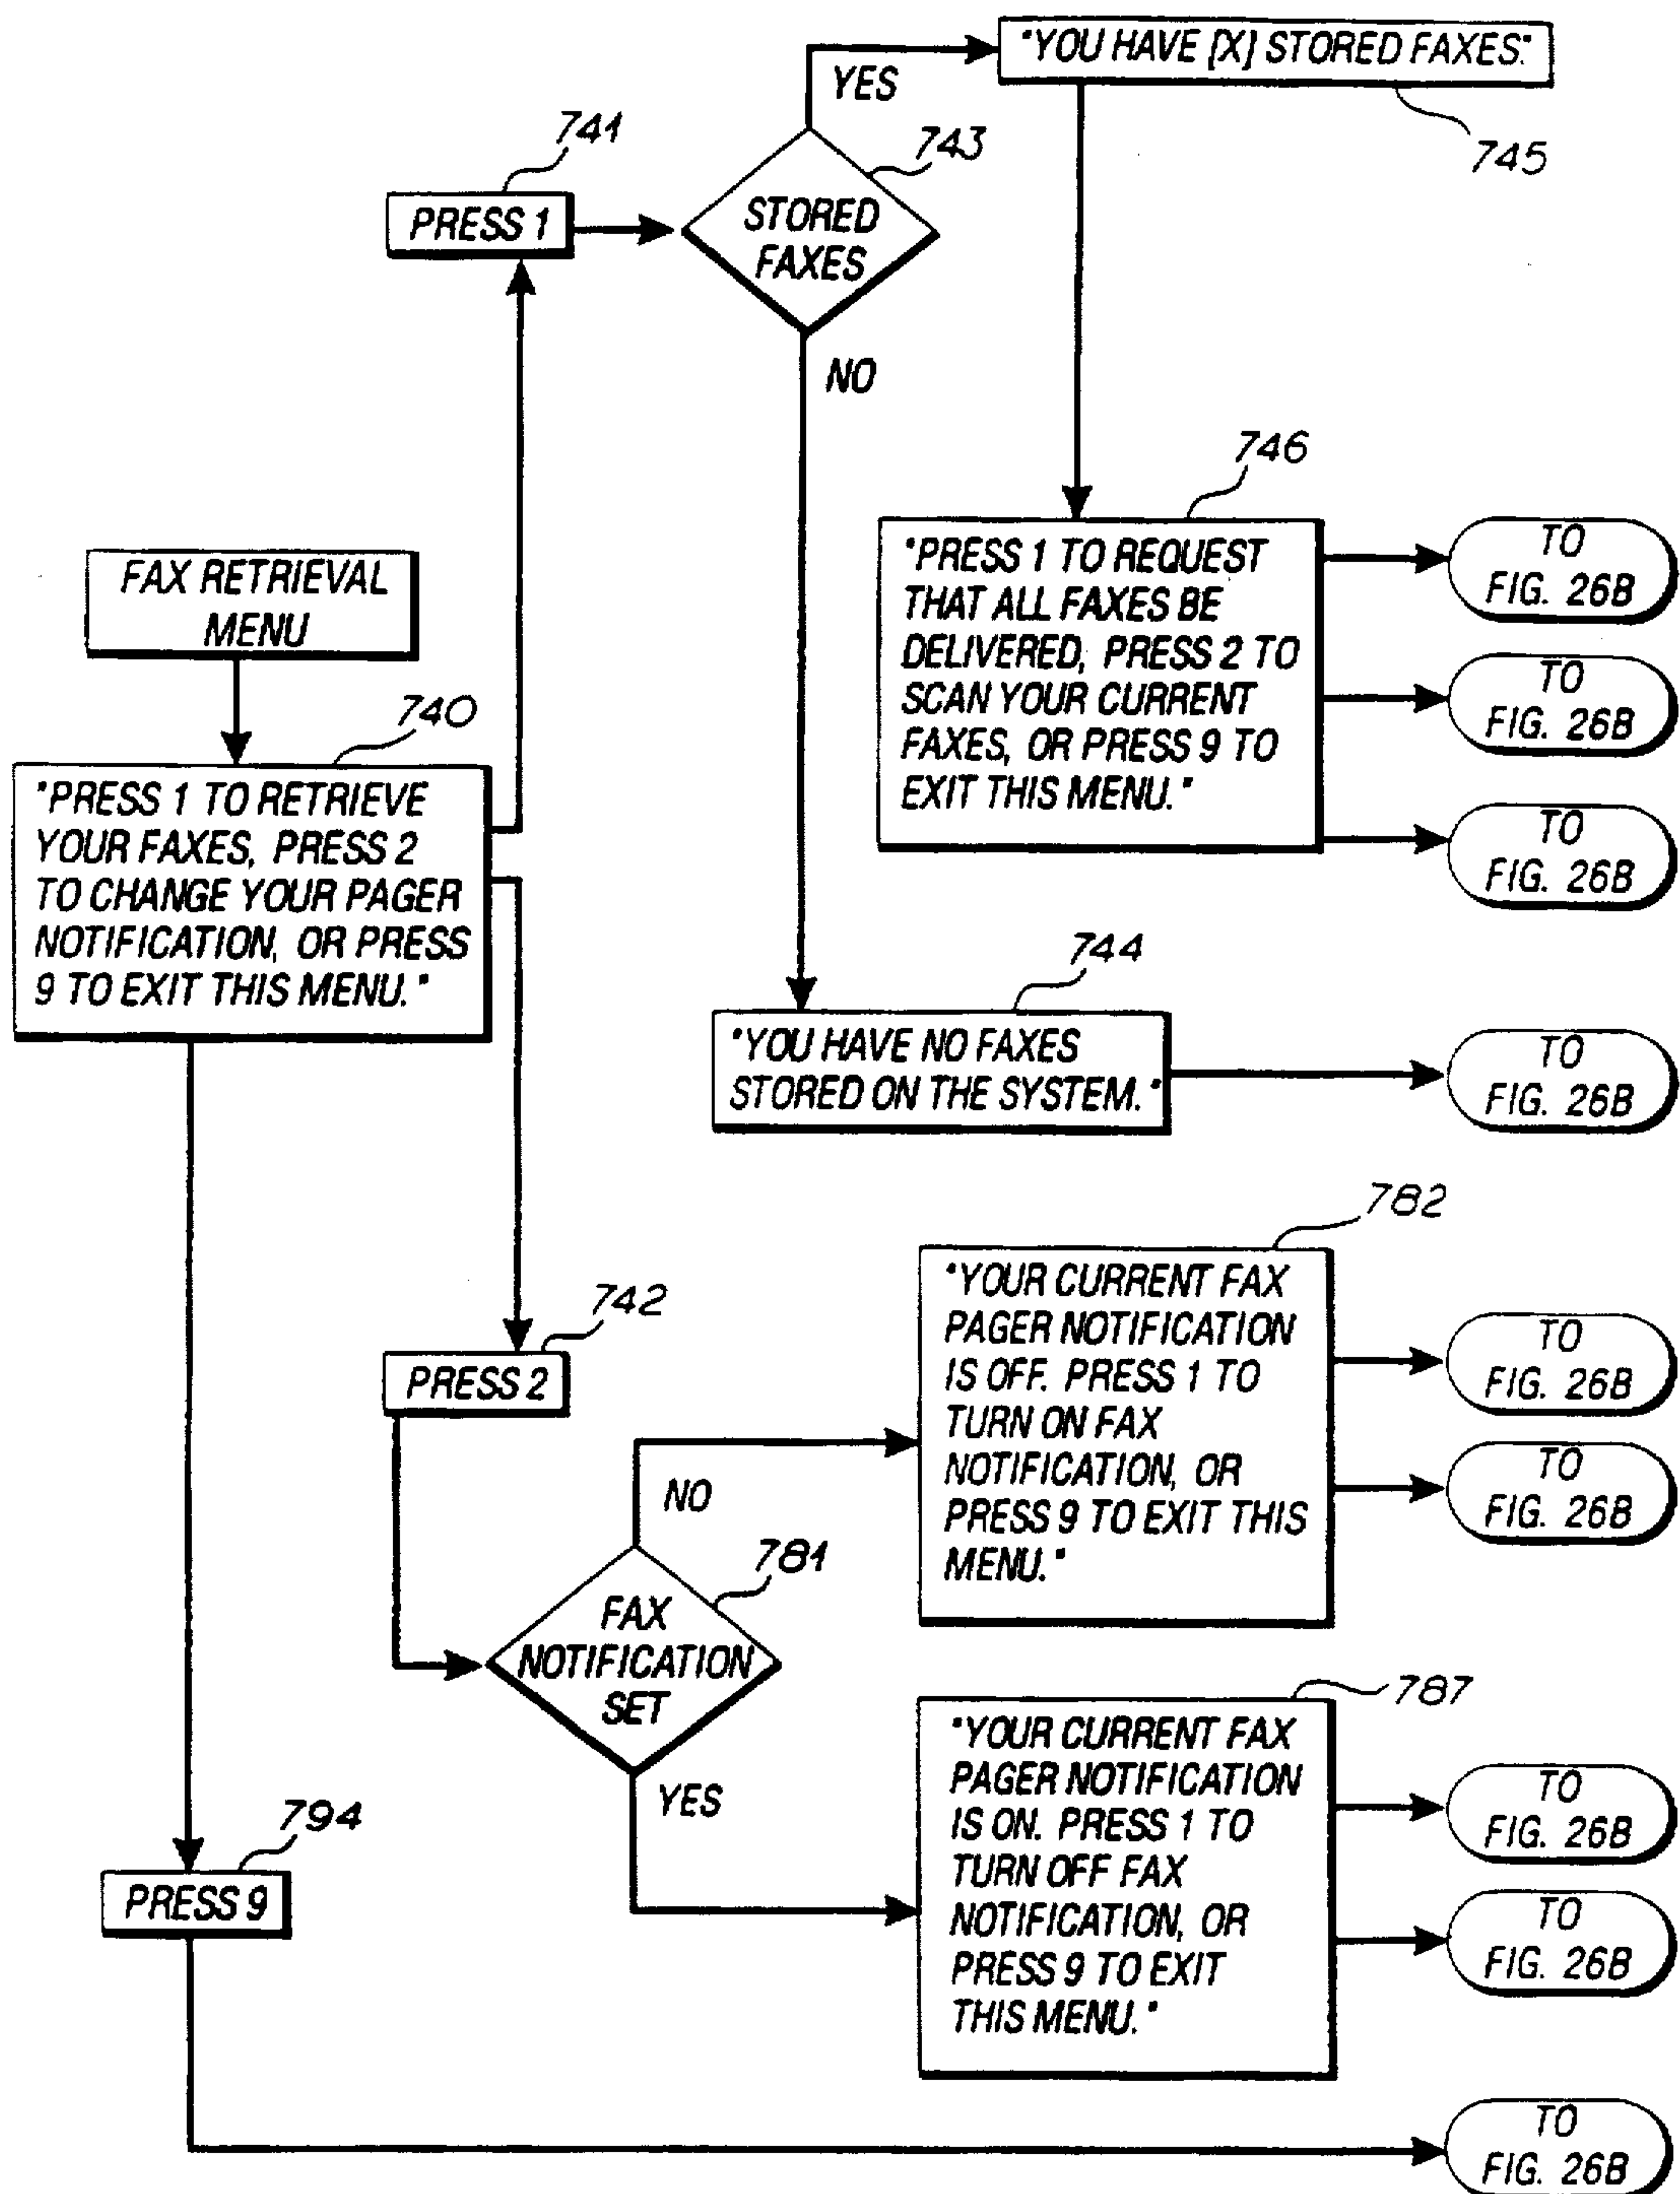 "YOU HAVE [X] STORED FAXES."
YES
745
741
743
PRESS 1
STORED
FAXES
NO
746
FAX RETRIEVAL
MENU
"PRESS 1 TO REQUEST
THAT ALL FAXES BE
DELIVERED, PRESS 2 TO
SCAN YOUR CURRENT
FAXES, OR PRESS 9 TO
EXIT THIS MENU."
TO
FIG. 26B
TO
FIG. 26B
TO
FIG. 26B
740
"PRESS 1 TO RETRIEVE
YOUR FAXES, PRESS 2
TO CHANGE YOUR PAGER
NOTIFICATION, OR PRESS
9 TO EXIT THIS MENU."
744
"YOU HAVE NO FAXES
STORED ON THE SYSTEM."
TO
FIG. 26B
782
742
PRESS 2
"YOUR CURRENT FAX
PAGER NOTIFICATION
IS OFF. PRESS 1 TO
TURN ON FAX
NOTIFICATION, OR
PRESS 9 TO EXIT THIS
MENU."
TO
FIG. 26B
TO
FIG. 26B
NO
781
FAX
NOTIFICATION
SET
YES
787
"YOUR CURRENT FAX
PAGER NOTIFICATION
IS ON. PRESS 1 TO
TURN OFF FAX
NOTIFICATION, OR
PRESS 9 TO EXIT
THIS MENU."
TO
FIG. 26B
TO
FIG. 26B
794
PRESS 9
TO
FIG. 26B